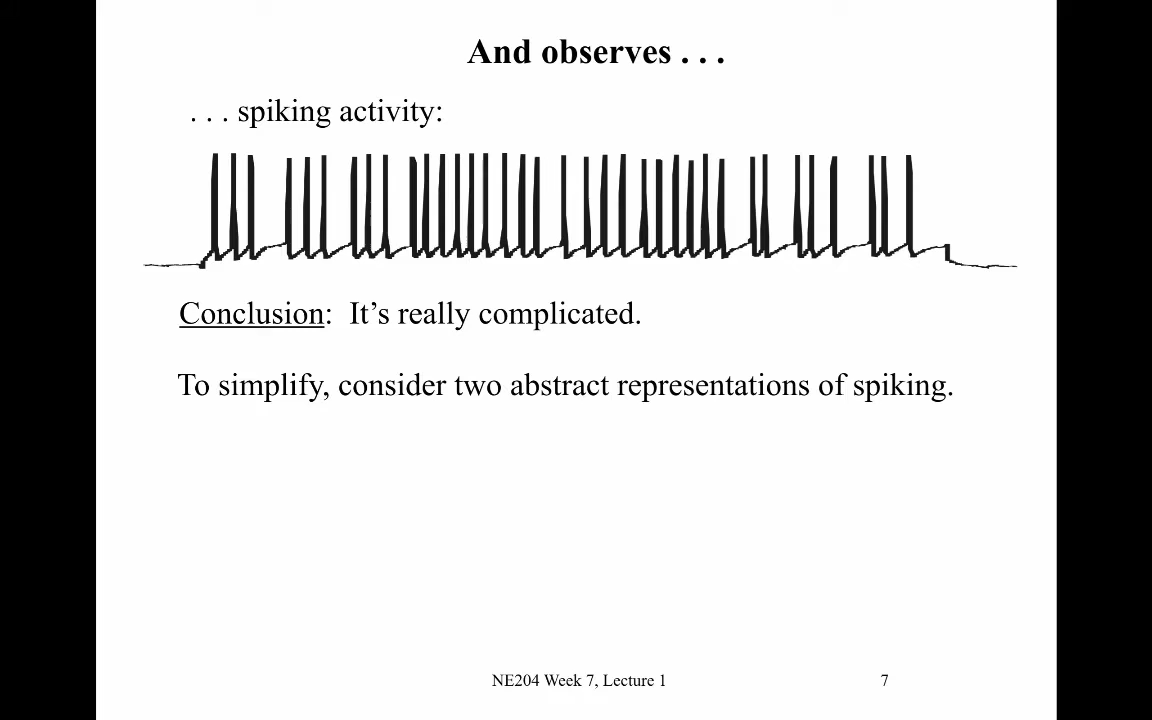 And observes . . .
. . . spiking activity:
Conclusion:  It’s really complicated.
To simplify, consider two abstract representations of spiking.
NE204 Week 7, Lecture 1
7